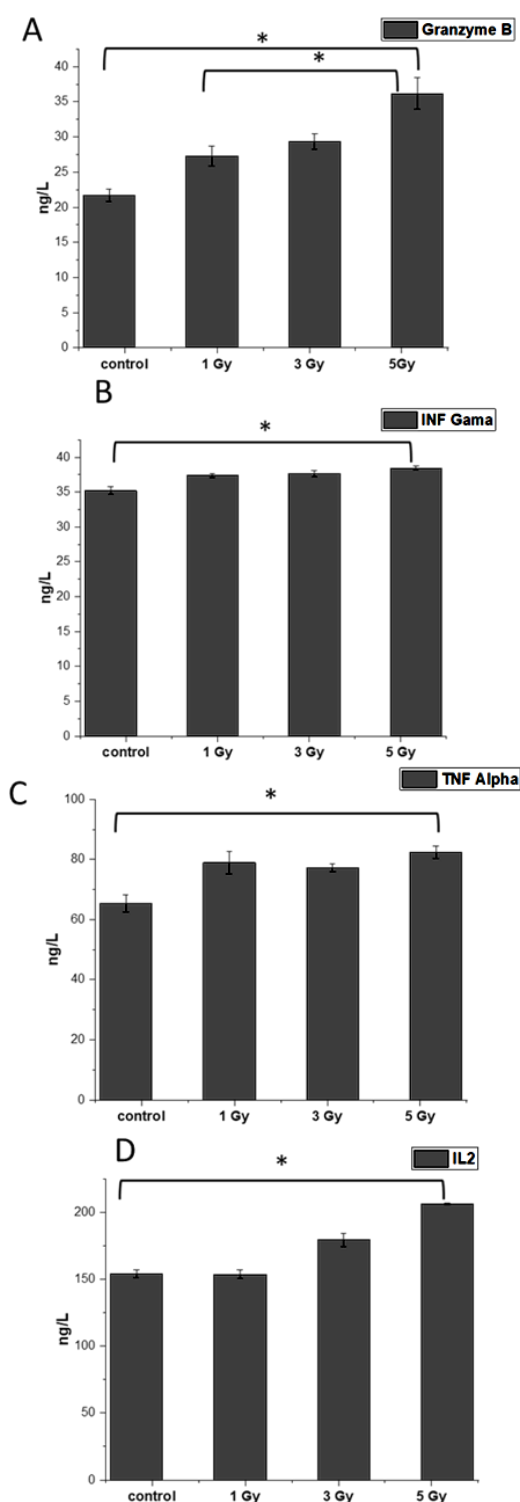 A
Granzyme B
*
*
40
35
30
25
20
15
10
5
0
ng/L
control 1 Gy 3 Gy 5Gy
B
INF Gama
*
40
35
30
25
20
15
10
5
0
ng/L
control 1 Gy 3 Gy 5 Gy
C
TNF Alpha
*
100
80
60
40
20
0
ng/L
control 1 Gy 3 Gy 5 Gy
D
IL2
*
200
150
100
50
0
ng/L
control 1 Gy 3 Gy 5 Gy